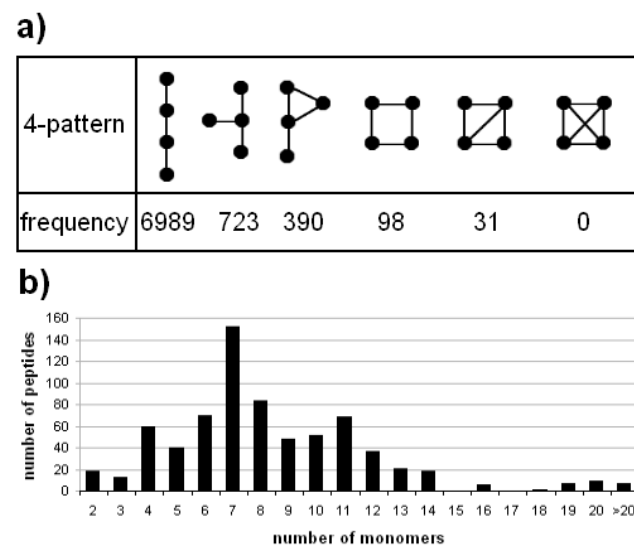 a)
4-pattern
frequency 6989 723 390 98 31 0
b)
160
140
120
100
80
60
40
20
0
number of peptides
2 3 4 5 6 7 8 9 10 11 12 13 14 15 16 17 18 19 20 >20
number of monomers